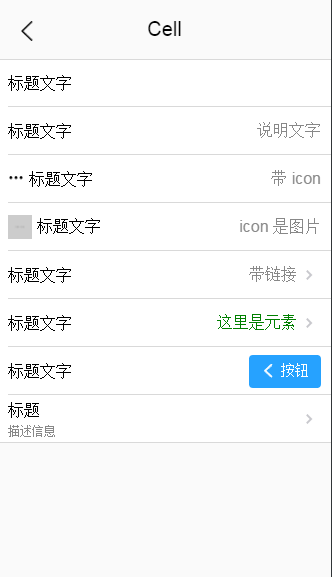 Cell
标题文字
标题文字 说明文字
标题文字 带 icon
标题文字 icon 是图片
标题文字 带链接
标题文字 这里是元素
标题文字 按钮
标题
描述信息